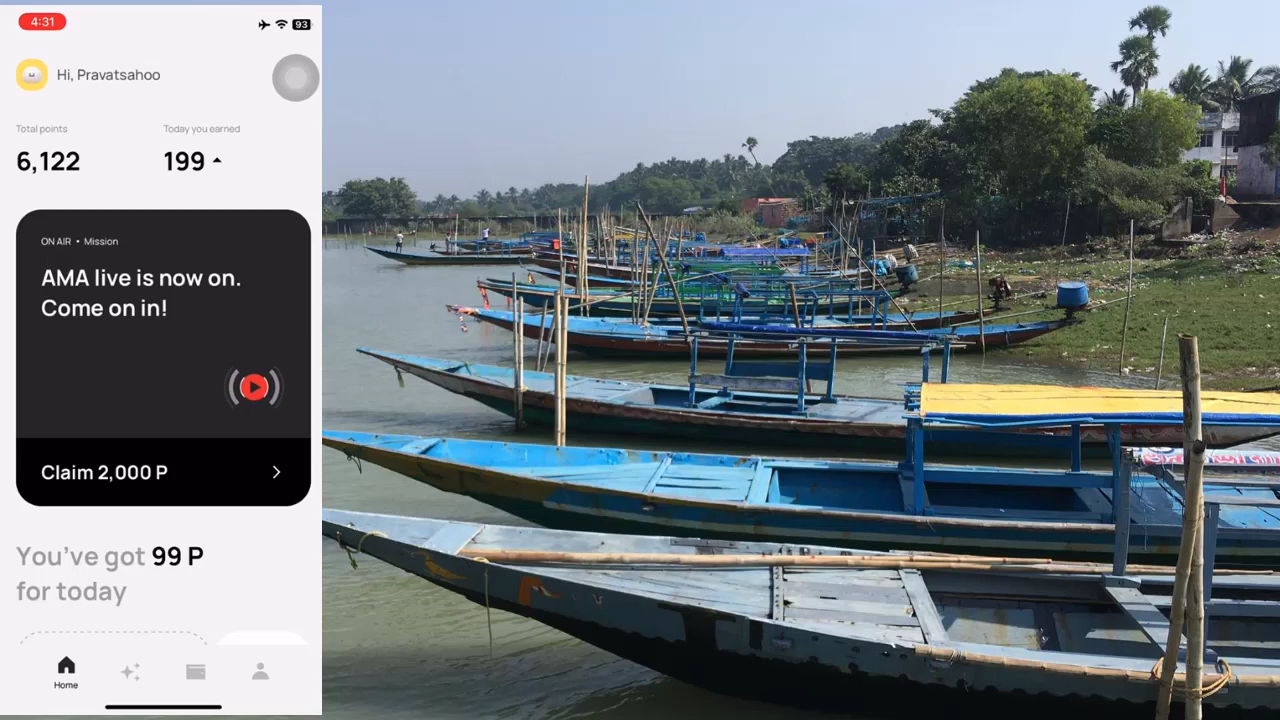 4:31
93
Hi, Pravatsahoo
Total points
Today you earned
6,122
199
ON AIR • Mission
AMA live is now on.
Come on in!
Claim 2,000 P
You've got 99 P
for today
Home